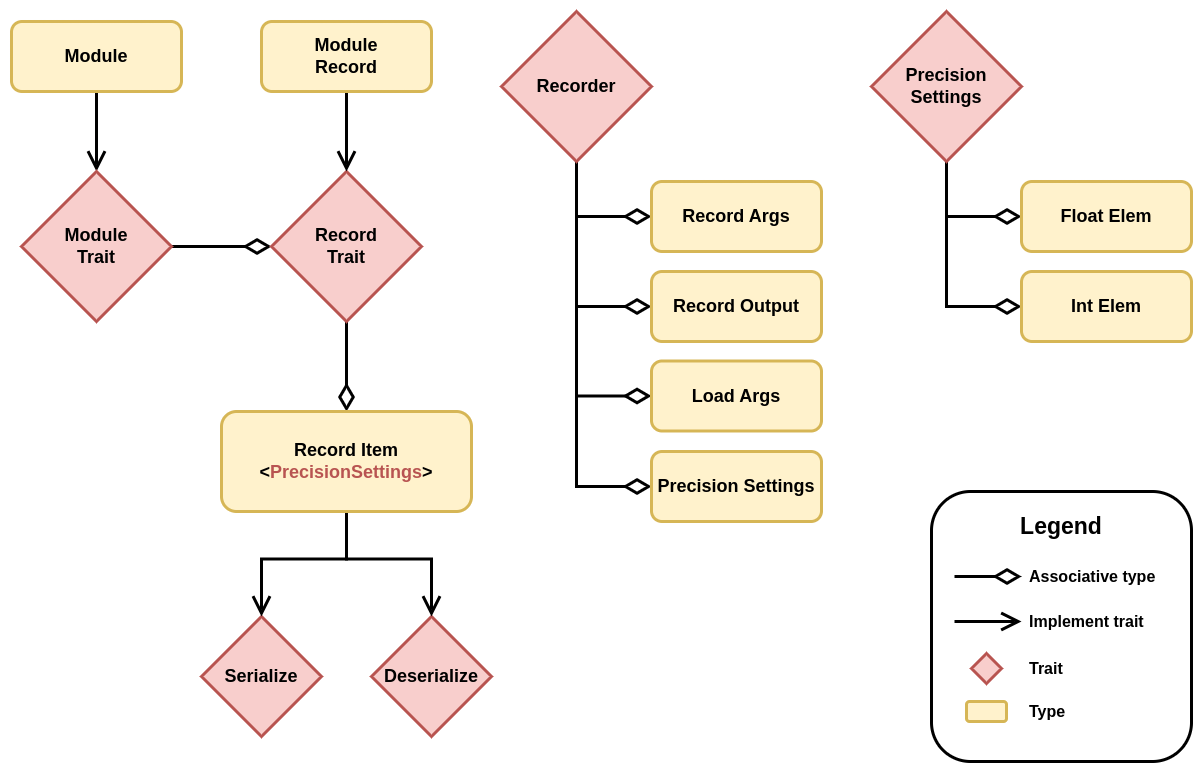 Module
Module
Record
Recorder
Precision
Settings
Module
Trait
Record
Trait
Record Args
Record Output
Load Args
Precision Settings
Float Elem
Int Elem
Record Item
<PrecisionSettings>
Serialize
Deserialize
Legend
Associative type
Implement trait
Trait
Type